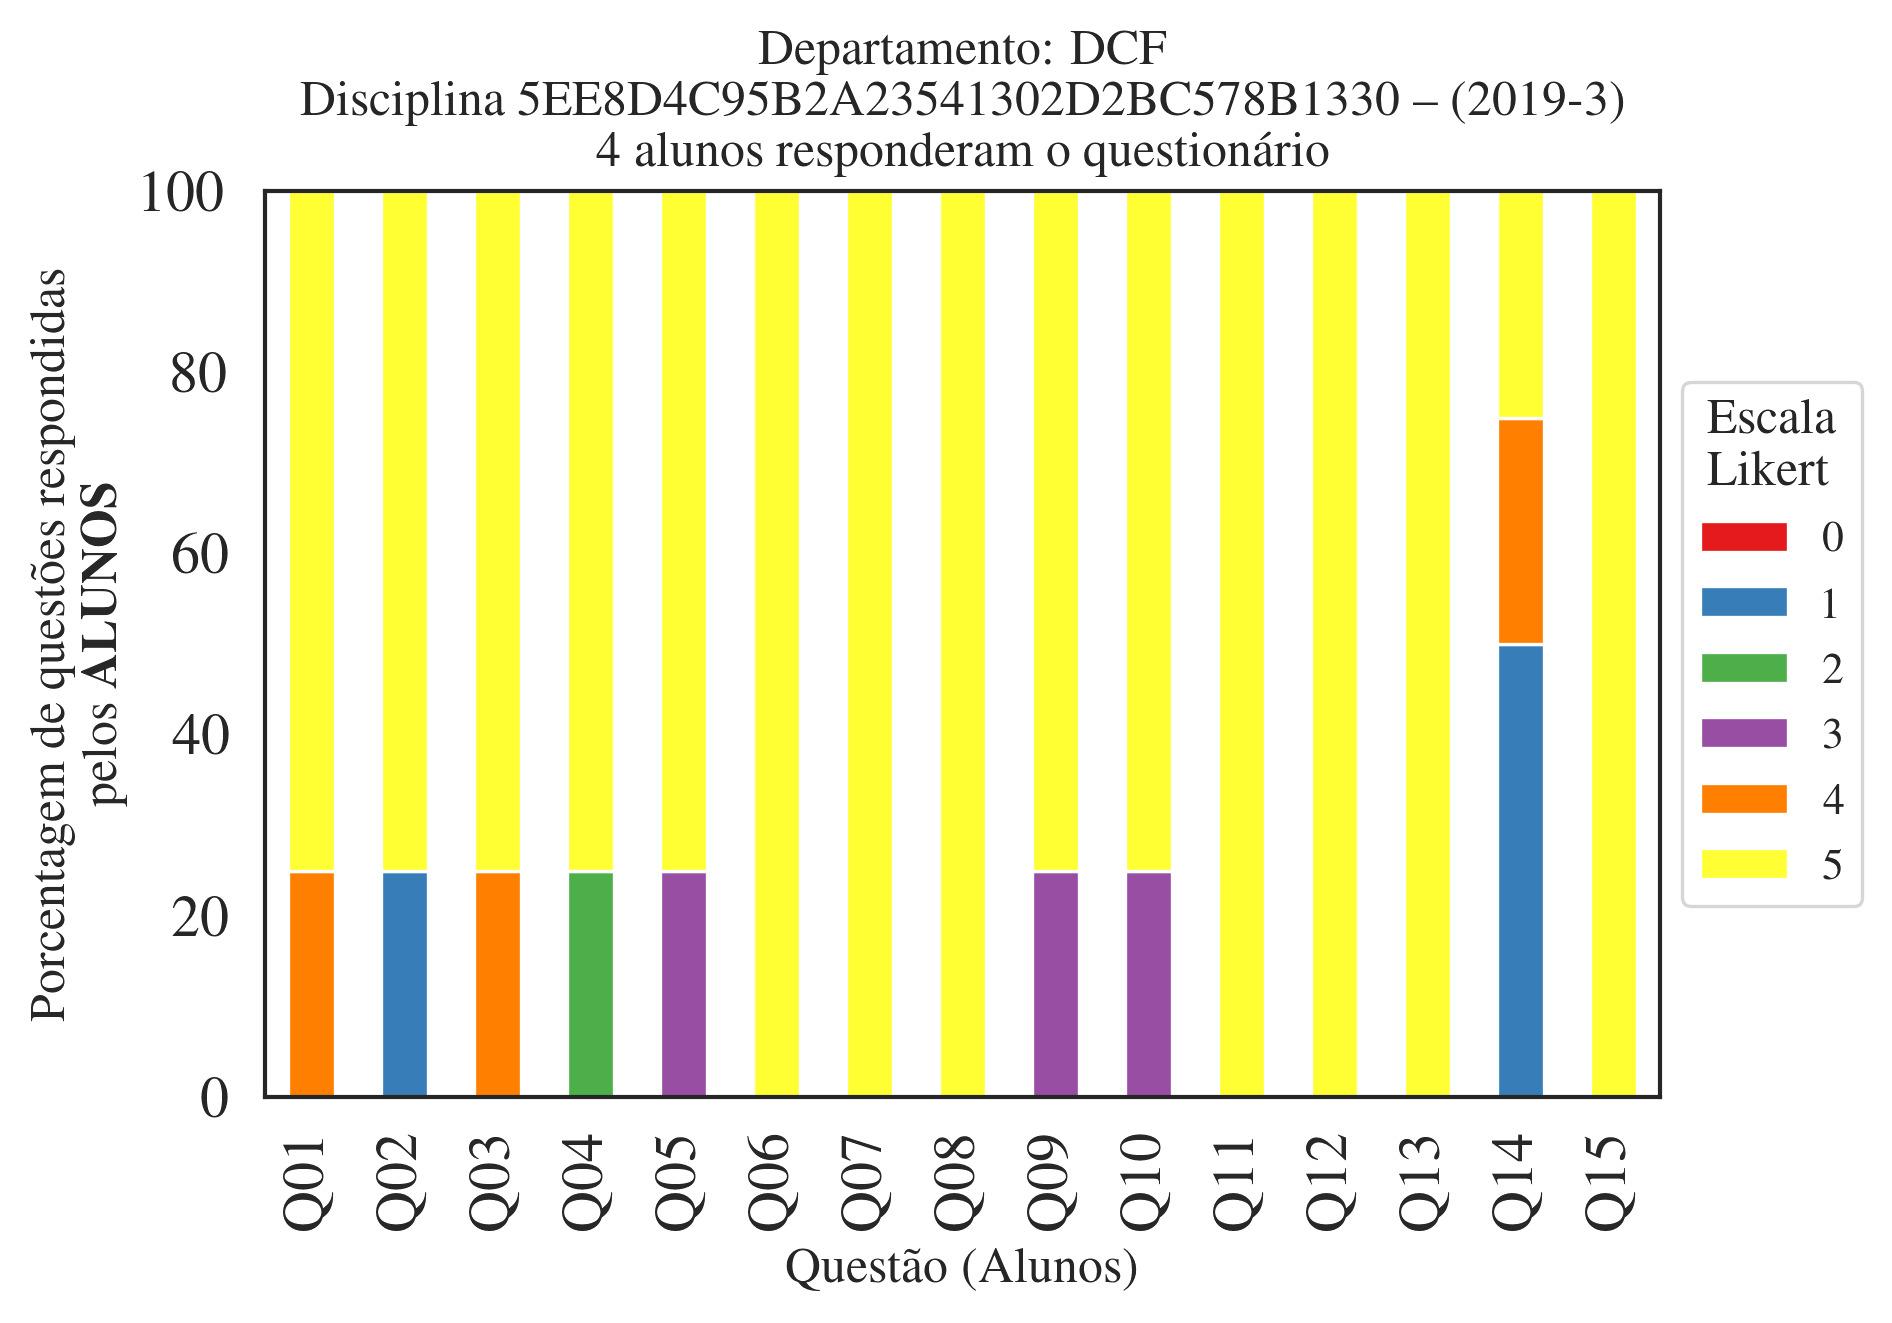 Departamento: DCF
Disciplina 5EE8D4C95B2A23541302D2BC578B1330 – (2019-3)
4 alunos responderam o questionário
Porcentagem de questões respondidas
pelos ALUNOS
100
80
60
40
20
0
Q01
Q02
Q03
Q04
Q05
Q06
Q07
Q08
Q09
Q10
Q11
Q12
Q13
Q14
Q15
Questão (Alunos)
Escala
Likert
0
1
2
3
4
5